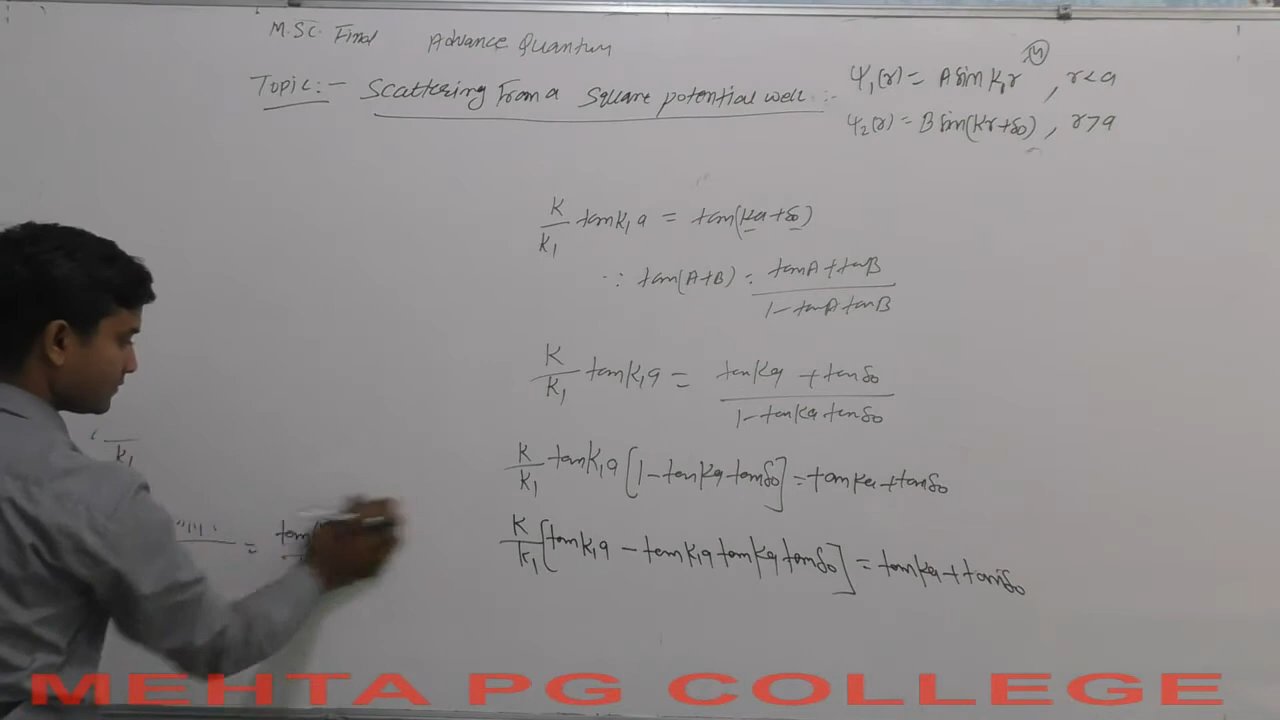 M.SC. Final Advance Quantum
Topic:- Scattering From a Square potential well :-
(4)
ψ₁(r) = A sin K₁r , r<a
ψ₂(r) = B sin(Kr+δ₀) , r>a
K/K₁ tan K₁a = tan(Ka+δ₀)
∵ tan(A+B) = (tanA + tanB)/(1 - tanA tanB)
K/K₁ tan K₁a = (tan Ka + tan δ₀)/(1 - tan Ka tan δ₀)
K/K₁ tan K₁a [1 - tan Ka tan δ₀] = tan Ka + tan δ₀
K/K₁ [tan K₁a - tan K₁a tan Ka tan δ₀] = tan Ka + tan δ₀
K₁
= tan
MEHTA PG COLLEGE